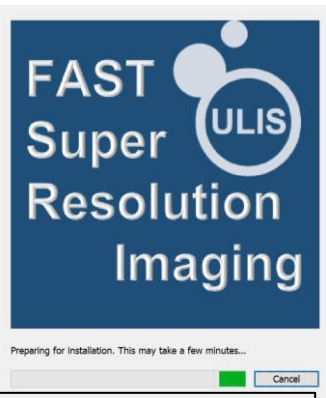 FAST
ULIS
Super
Resolution
Imaging
Preparing for installation. This may take a few minutes...
Cancel